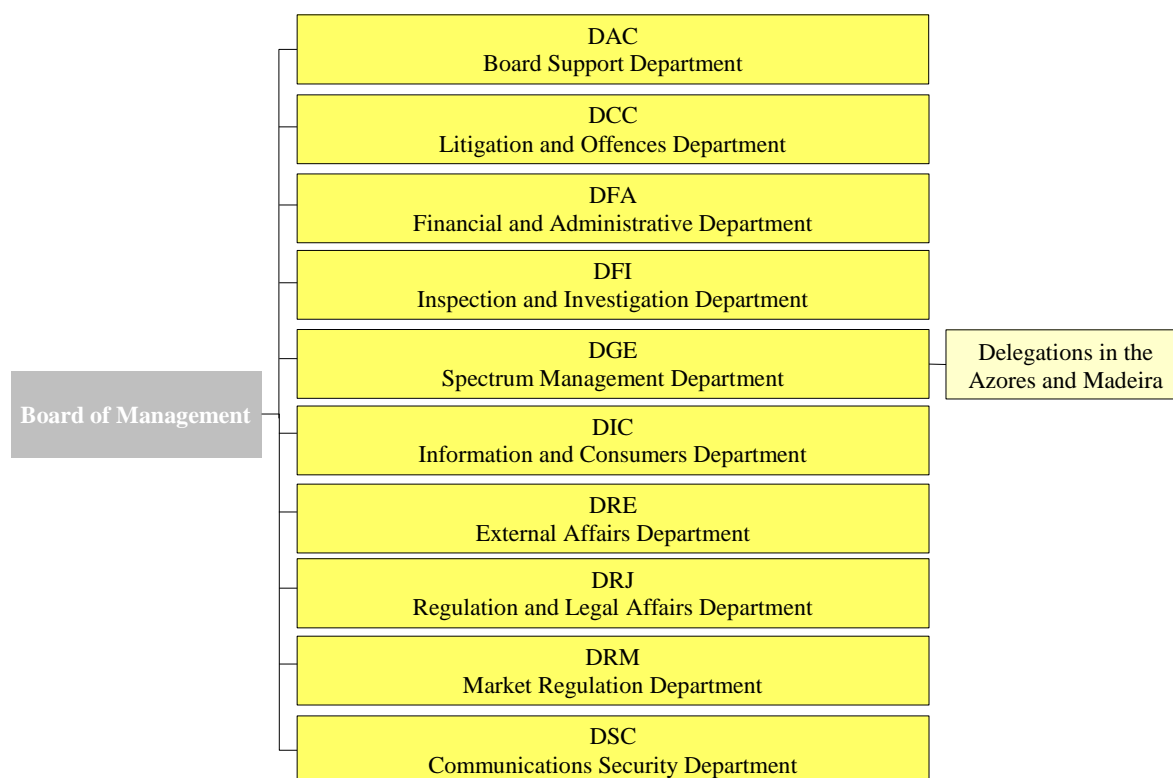 DAC
Board Support Department
DCC
Litigation and Offences Department
DFA
Financial and Administrative Department
DFI
Inspection and Investigation Department
DGE
Spectrum Management Department
Delegations in the
Azores and Madeira
Board of Management
DIC
Information and Consumers Department
DRE
External Affairs Department
DRJ
Regulation and Legal Affairs Department
DRM
Market Regulation Department
DSC
Communications Security Department